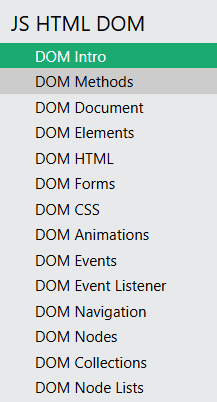 JS HTML DOM
DOM Intro
DOM Methods
DOM Document
DOM Elements
DOM HTML
DOM Forms
DOM CSS
DOM Animations
DOM Events
DOM Event Listener
DOM Navigation
DOM Nodes
DOM Collections
DOM Node Lists